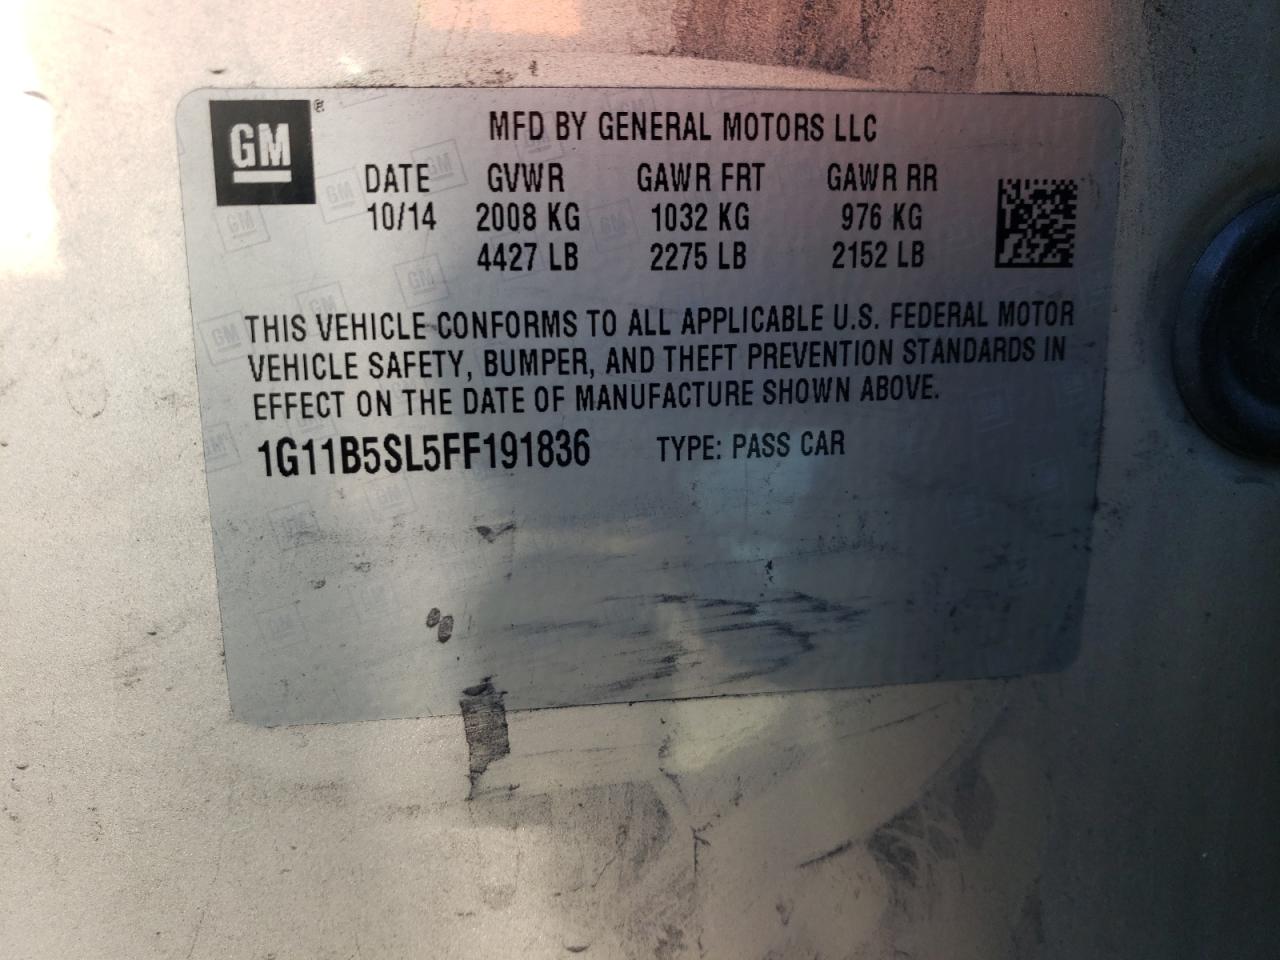 GM®
MFD BY GENERAL MOTORS LLC
DATE GVWR GAWR FRT GAWR RR
10/14 2008 KG 1032 KG 976 KG
4427 LB 2275 LB 2152 LB
THIS VEHICLE CONFORMS TO ALL APPLICABLE U.S. FEDERAL MOTOR
VEHICLE SAFETY, BUMPER, AND THEFT PREVENTION STANDARDS IN
EFFECT ON THE DATE OF MANUFACTURE SHOWN ABOVE.
1G11B5SL5FF191836 TYPE: PASS CAR